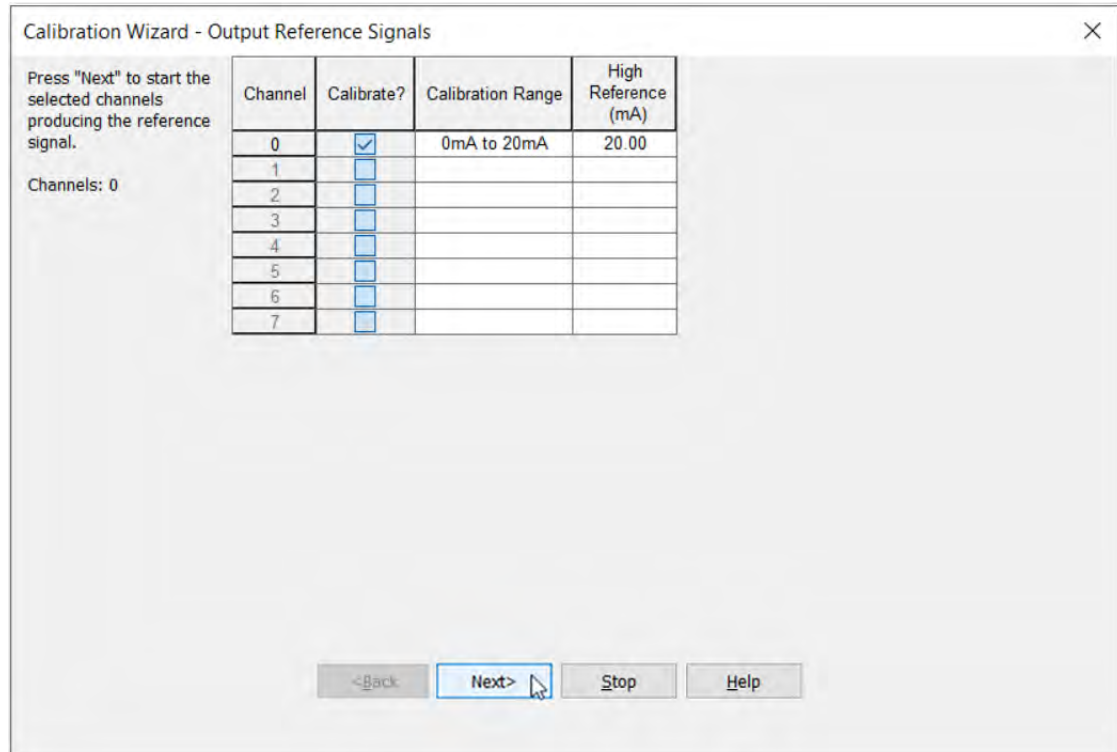 Calibration Wizard - Output Reference Signals
Press "Next" to start the
selected channels
producing the reference
signal.
Channels: 0
Channel Calibrate? Calibration Range High Reference (mA)
0 0mA to 20mA 20.00
1
2
3
4
5
6
7
<Back Next> Stop Help